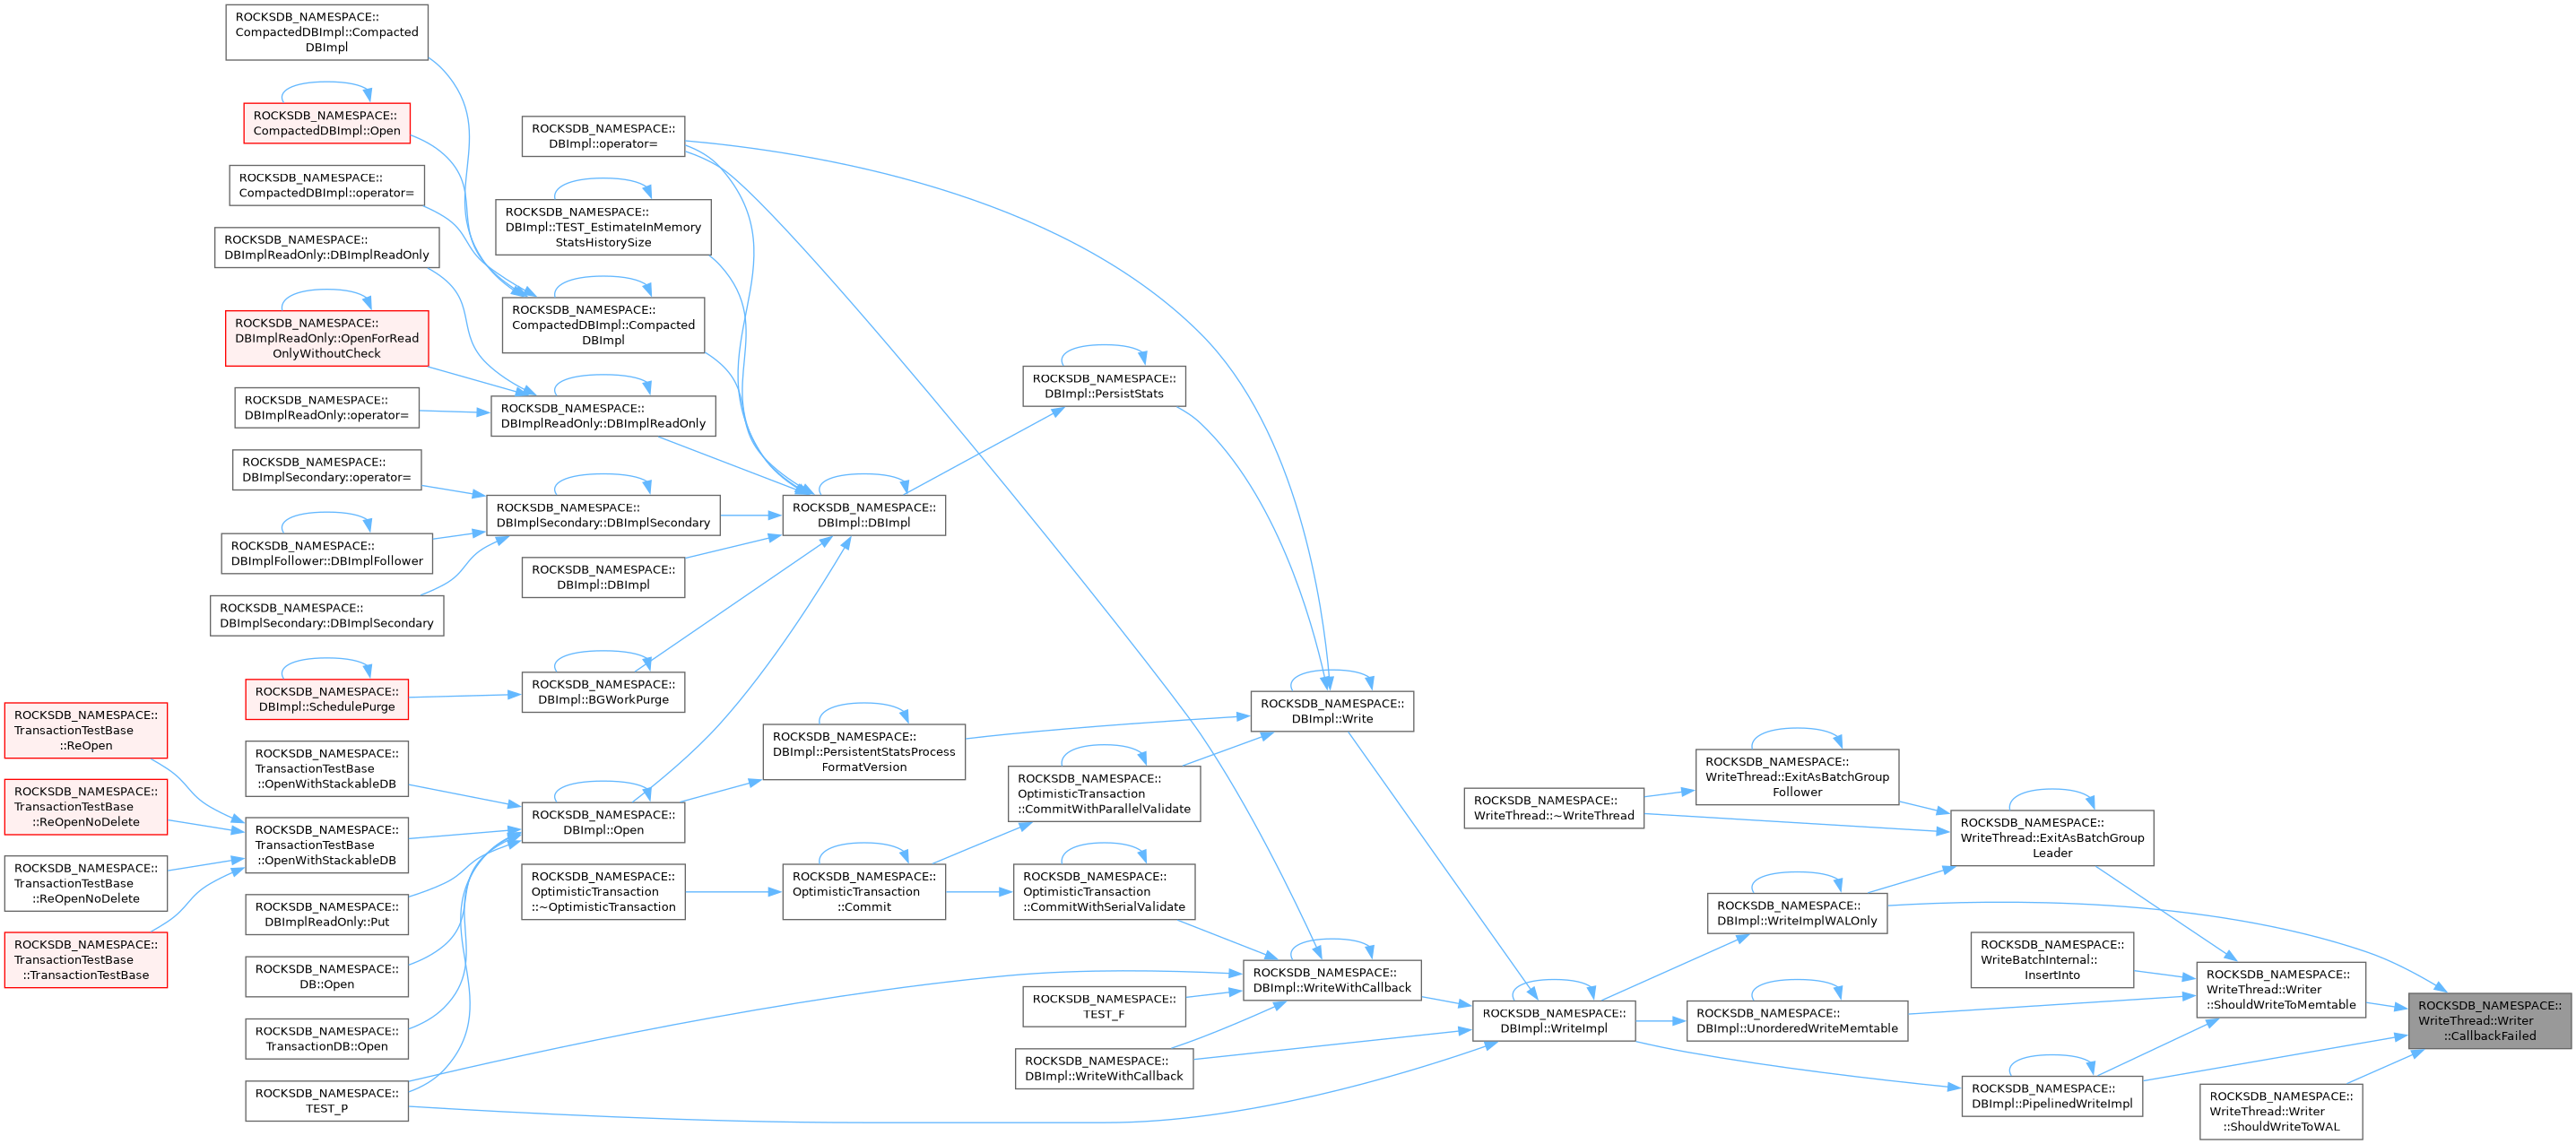 ROCKSDB_NAMESPACE::
CompactedDBImpl::Compacted
DBImpl
ROCKSDB_NAMESPACE::
CompactedDBImpl::Open
ROCKSDB_NAMESPACE::
CompactedDBImpl::operator=
ROCKSDB_NAMESPACE::
DBImplReadOnly::DBImplReadOnly
ROCKSDB_NAMESPACE::
DBImplReadOnly::OpenForRead
OnlyWithoutCheck
ROCKSDB_NAMESPACE::
DBImplReadOnly::operator=
ROCKSDB_NAMESPACE::
DBImplSecondary::operator=
ROCKSDB_NAMESPACE::
DBImplFollower::DBImplFollower
ROCKSDB_NAMESPACE::
DBImplSecondary::DBImplSecondary
ROCKSDB_NAMESPACE::
DBImpl::SchedulePurge
ROCKSDB_NAMESPACE::
TransactionTestBase
::ReOpen
ROCKSDB_NAMESPACE::
TransactionTestBase
::ReOpenNoDelete
ROCKSDB_NAMESPACE::
TransactionTestBase
::ReOpenNoDelete
ROCKSDB_NAMESPACE::
TransactionTestBase
::TransactionTestBase
ROCKSDB_NAMESPACE::
TransactionTestBase
::OpenWithStackableDB
ROCKSDB_NAMESPACE::
TransactionTestBase
::OpenWithStackableDB
ROCKSDB_NAMESPACE::
DBImplReadOnly::Put
ROCKSDB_NAMESPACE::
DB::Open
ROCKSDB_NAMESPACE::
TransactionDB::Open
ROCKSDB_NAMESPACE::
TEST_P
ROCKSDB_NAMESPACE::
DBImpl::operator=
ROCKSDB_NAMESPACE::
DBImpl::TEST_EstimateInMemory
StatsHistorySize
ROCKSDB_NAMESPACE::
CompactedDBImpl::Compacted
DBImpl
ROCKSDB_NAMESPACE::
DBImplReadOnly::DBImplReadOnly
ROCKSDB_NAMESPACE::
DBImplSecondary::DBImplSecondary
ROCKSDB_NAMESPACE::
DBImpl::DBImpl
ROCKSDB_NAMESPACE::
DBImpl::BGWorkPurge
ROCKSDB_NAMESPACE::
DBImpl::Open
ROCKSDB_NAMESPACE::
OptimisticTransaction
::~OptimisticTransaction
ROCKSDB_NAMESPACE::
DBImpl::DBImpl
ROCKSDB_NAMESPACE::
DBImpl::PersistentStatsProcess
FormatVersion
ROCKSDB_NAMESPACE::
OptimisticTransaction
::Commit
ROCKSDB_NAMESPACE::
DBImpl::PersistStats
ROCKSDB_NAMESPACE::
OptimisticTransaction
::CommitWithParallelValidate
ROCKSDB_NAMESPACE::
OptimisticTransaction
::CommitWithSerialValidate
ROCKSDB_NAMESPACE::
TEST_F
ROCKSDB_NAMESPACE::
DBImpl::WriteWithCallback
ROCKSDB_NAMESPACE::
DBImpl::Write
ROCKSDB_NAMESPACE::
DBImpl::WriteWithCallback
ROCKSDB_NAMESPACE::
WriteThread::~WriteThread
ROCKSDB_NAMESPACE::
DBImpl::WriteImpl
ROCKSDB_NAMESPACE::
WriteThread::ExitAsBatchGroup
Follower
ROCKSDB_NAMESPACE::
DBImpl::WriteImplWALOnly
ROCKSDB_NAMESPACE::
DBImpl::UnorderedWriteMemtable
ROCKSDB_NAMESPACE::
WriteThread::ExitAsBatchGroup
Leader
ROCKSDB_NAMESPACE::
WriteBatchInternal::
InsertInto
ROCKSDB_NAMESPACE::
DBImpl::PipelinedWriteImpl
ROCKSDB_NAMESPACE::
WriteThread::Writer
::ShouldWriteToMemtable
ROCKSDB_NAMESPACE::
WriteThread::Writer
::ShouldWriteToWAL
ROCKSDB_NAMESPACE::
WriteThread::Writer
::CallbackFailed